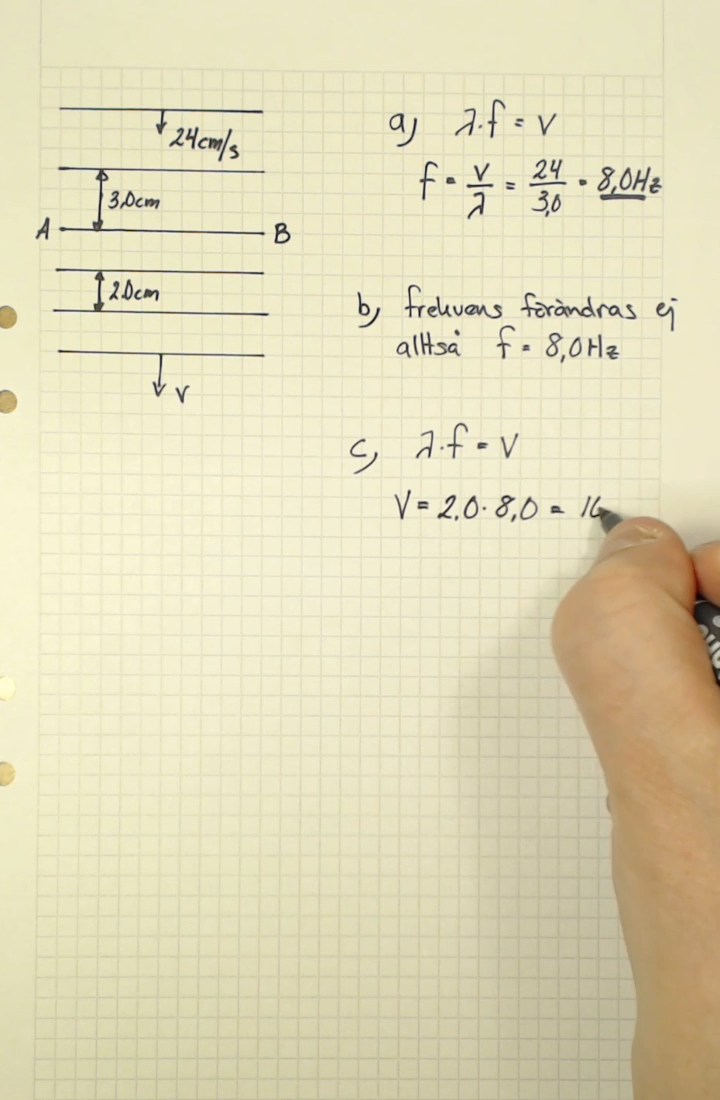 24cm/s
3,0cm
A B
2,0cm
v
a) λ·f = v
f = v/λ = 24/3,0 = 8,0Hz
b) frekvens förändras ej
alltså f = 8,0Hz
c) λ·f = v
v = 2,0·8,0 = 16